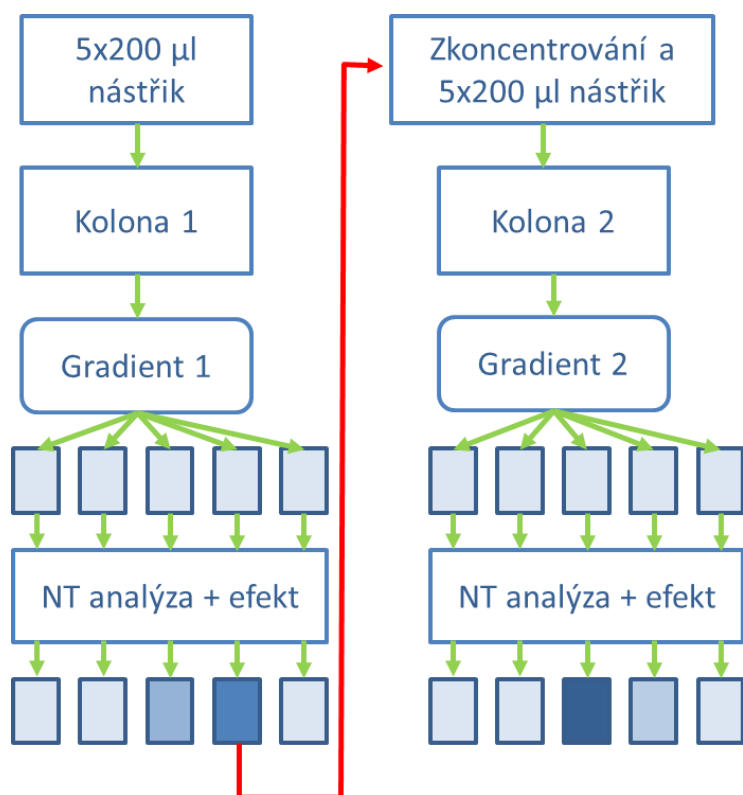 5x200 µl
nástřik
Kolona 1
Gradient 1
NT analýza + efekt
Zkoncentrování a
5x200 µl nástřik
Kolona 2
Gradient 2
NT analýza + efekt